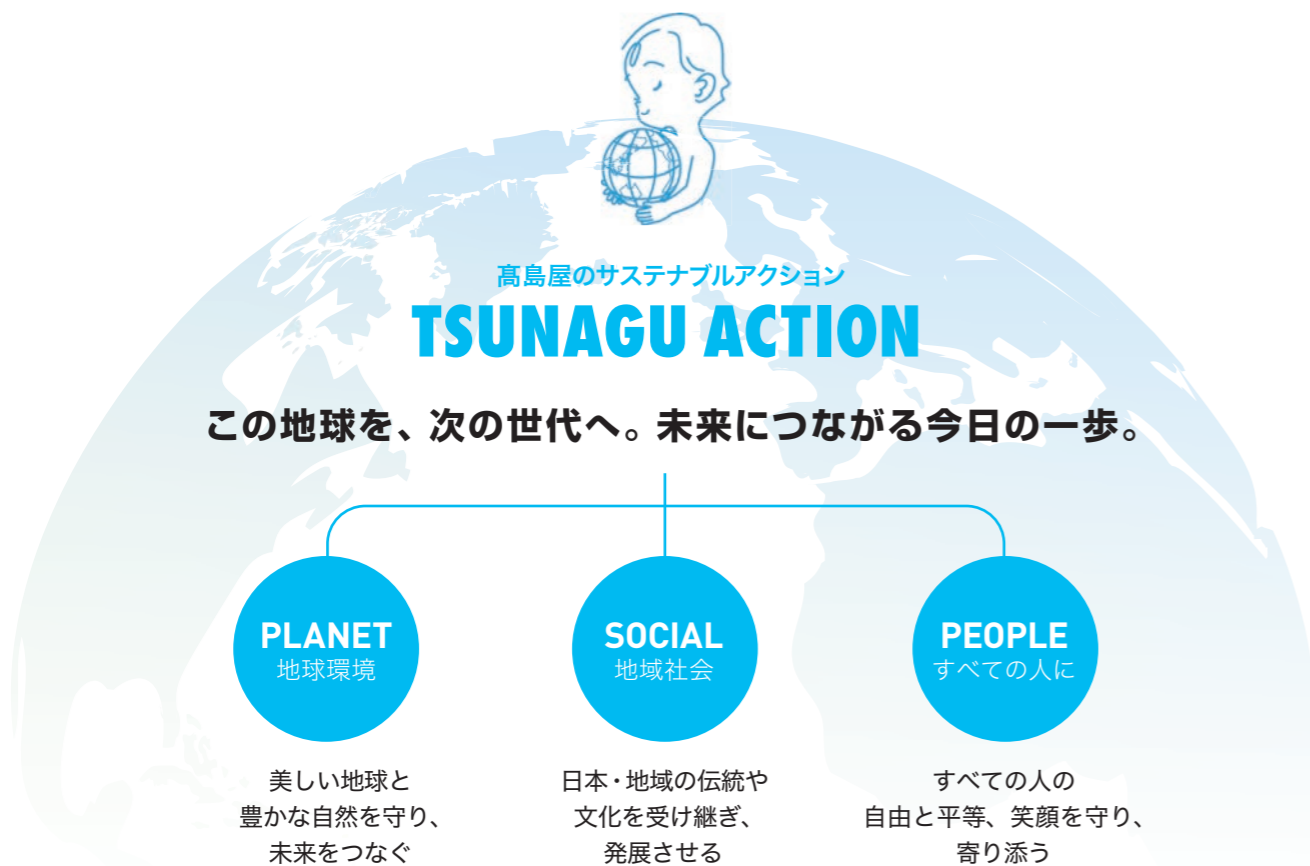 髙島屋のサステナブルアクション
TSUNAGU ACTION
この地球を、次の世代へ。未来につながる今日の一歩。
PLANET
地球環境
美しい地球と
豊かな自然を守り、
未来をつなぐ
SOCIAL
地域社会
日本・地域の伝統や
文化を受け継ぎ、
発展させる
PEOPLE
すべての人に
すべての人の
自由と平等、笑顔を守り、
寄り添う